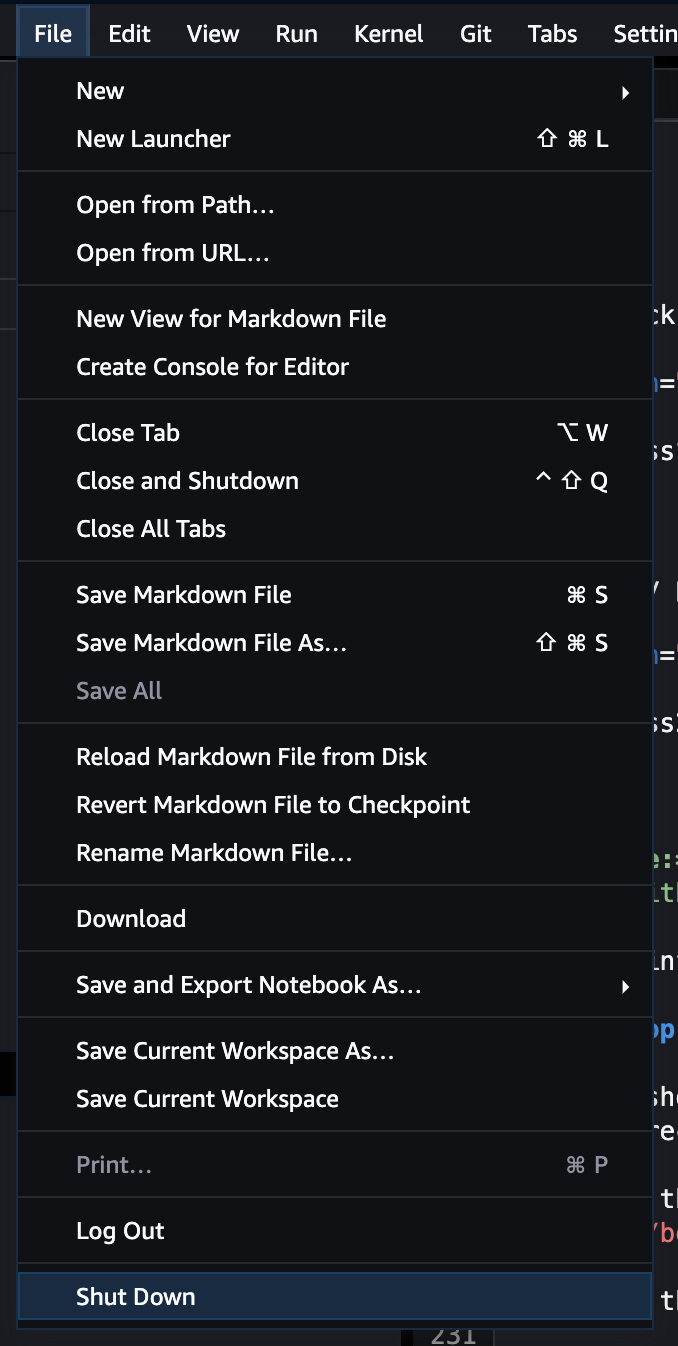 File Edit View Run Kernel Git Tabs Settin
New
New Launcher ⇧ ⌘ L
Open from Path…
Open from URL…
New View for Markdown File
Create Console for Editor
Close Tab ⌥ W
Close and Shutdown ^ ⇧ Q
Close All Tabs
Save Markdown File ⌘ S
Save Markdown File As… ⇧ ⌘ S
Save All
Reload Markdown File from Disk
Revert Markdown File to Checkpoint
Rename Markdown File…
Download
Save and Export Notebook As…
Save Current Workspace As…
Save Current Workspace
Print… ⌘ P
Log Out
Shut Down
231